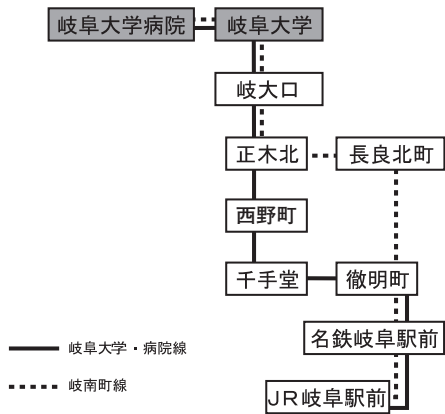 岐阜大学病院
岐阜大学
岐大口
正木北
長良北町
西野町
千手堂
徹明町
名鉄岐阜駅前
JR岐阜駅前
岐阜大学・病院線
岐南町線